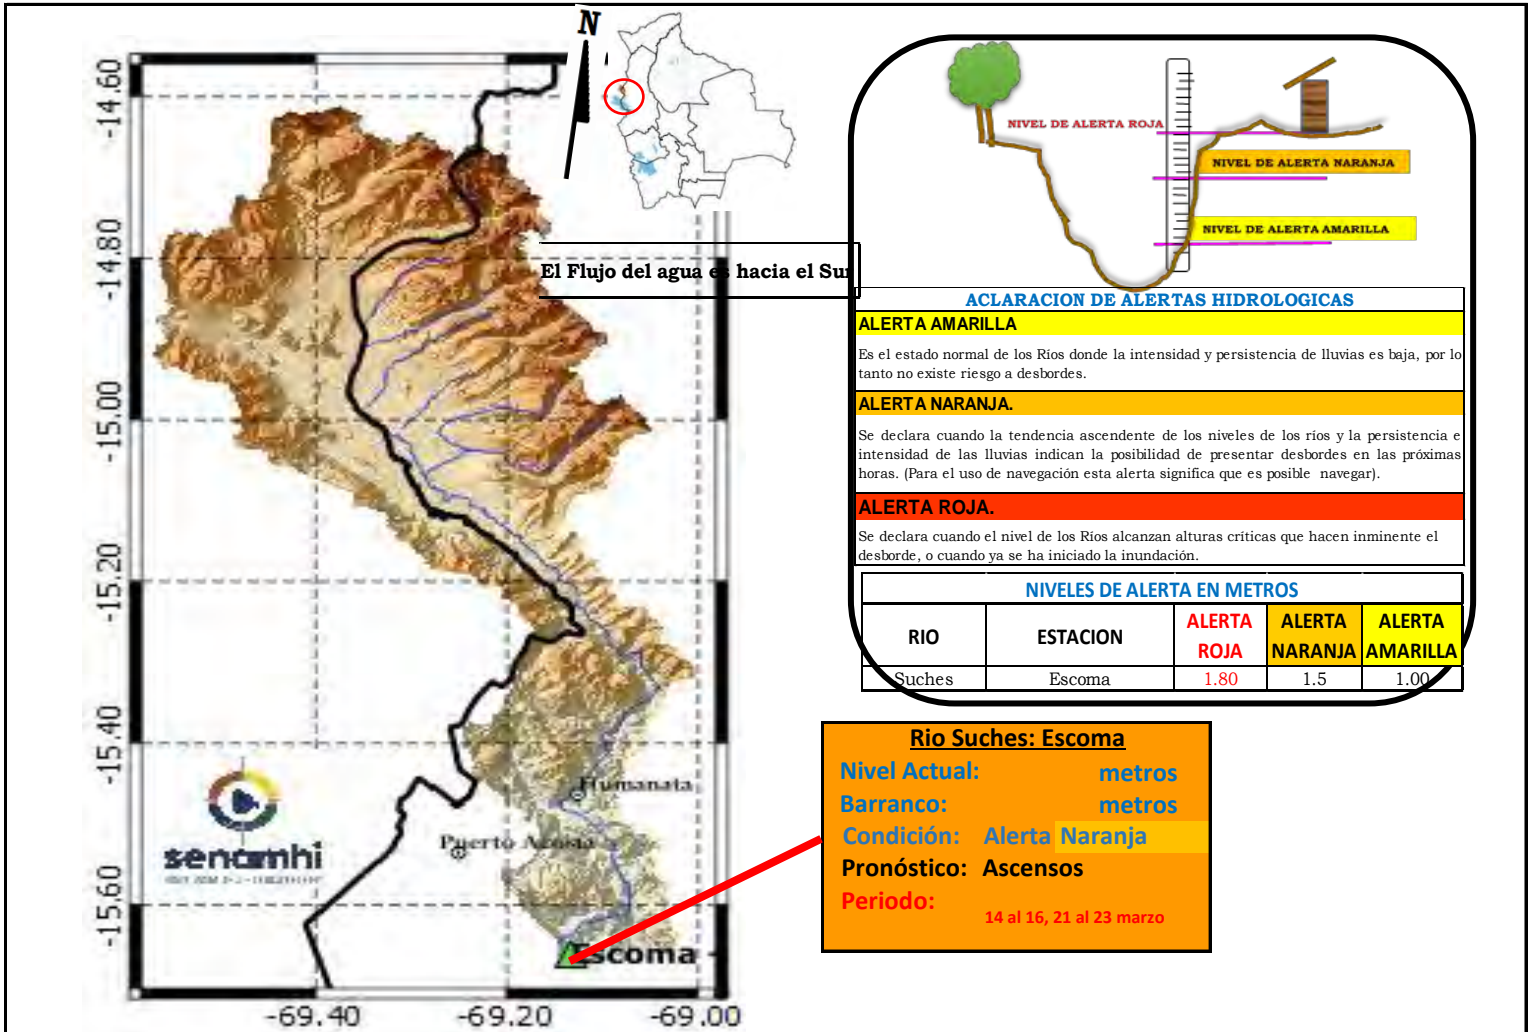 N
-14.60
-14.80
-15.00
-15.20
-15.40
-15.60
-69.40
-69.20
-69.00
El Flujo del agua es hacia el Sur
Humanata
Puerto Acosta
Escoma
senamhi
NIVEL DE ALERTA ROJA
NIVEL DE ALERTA NARANJA
NIVEL DE ALERTA AMARILLA
ACLARACION DE ALERTAS HIDROLOGICAS
ALERTA AMARILLA
Es el estado normal de los Ríos donde la intensidad y persistencia de lluvias es baja, por lo
tanto no existe riesgo a desbordes.
ALERTA NARANJA.
Se declara cuando la tendencia ascendente de los niveles de los ríos y la persistencia e
intensidad de las lluvias indican la posibilidad de presentar desbordes en las próximas
horas. (Para el uso de navegación esta alerta significa que es posible navegar).
ALERTA ROJA.
Se declara cuando el nivel de los Ríos alcanzan alturas críticas que hacen inminente el
desborde, o cuando ya se ha iniciado la inundación.
NIVELES DE ALERTA EN METROS
RIO ESTACION ALERTA ROJA ALERTA NARANJA ALERTA AMARILLA
Suches Escoma 1.80 1.5 1.00
Rio Suches: Escoma
Nivel Actual: metros
Barranco: metros
Condición: Alerta Naranja
Pronóstico: Ascensos
Periodo:
14 al 16, 21 al 23 marzo